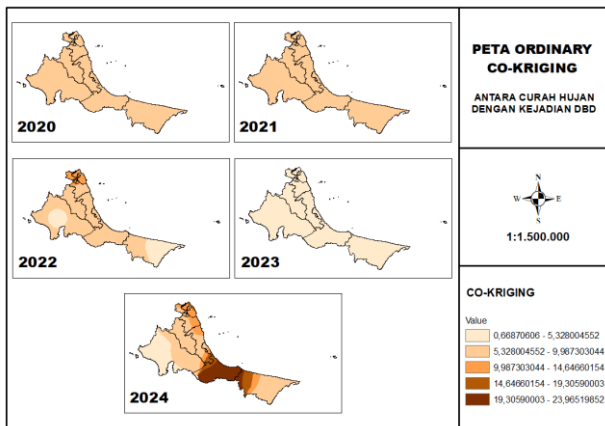 2020
2021
2022
2023
2024
PETA ORDINARY
CO-KRIGING
ANTARA CURAH HUJAN
DENGAN KEJADIAN DBD
N
W E
S
1:1.500.000
CO-KRIGING
Value
0,66870606 - 5,328004552
5,328004552 - 9,987303044
9,987303044 - 14,64660154
14,64660154 - 19,30590003
19,30590003 - 23,96519852